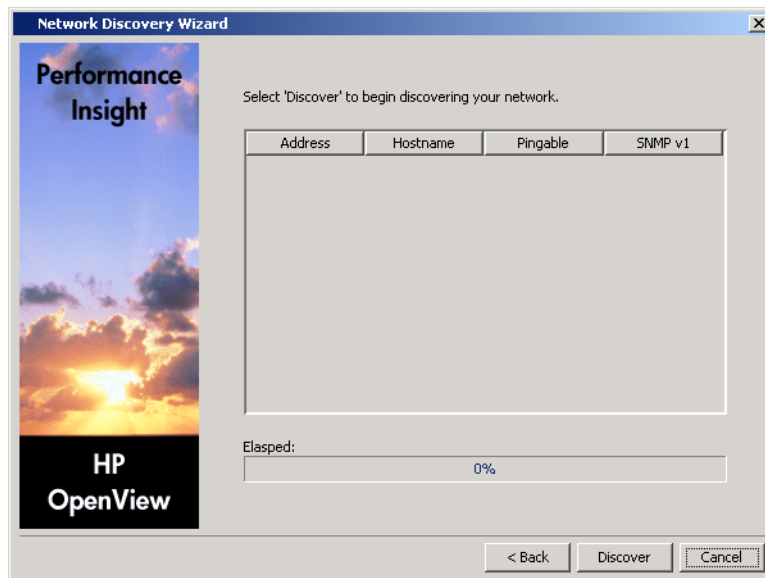 Network Discovery Wizard
Performance
Insight
Select 'Discover' to begin discovering your network.
Address Hostname Pingable SNMP v1
Elasped:
0%
HP
OpenView
< Back Discover Cancel